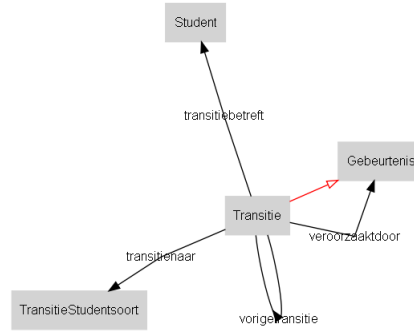 Student
transitiebetreft
Gebeurtenis
Transitie
veroorzaaktdoor
transitienaar
TransitieStudentsoort
vorigetransitie